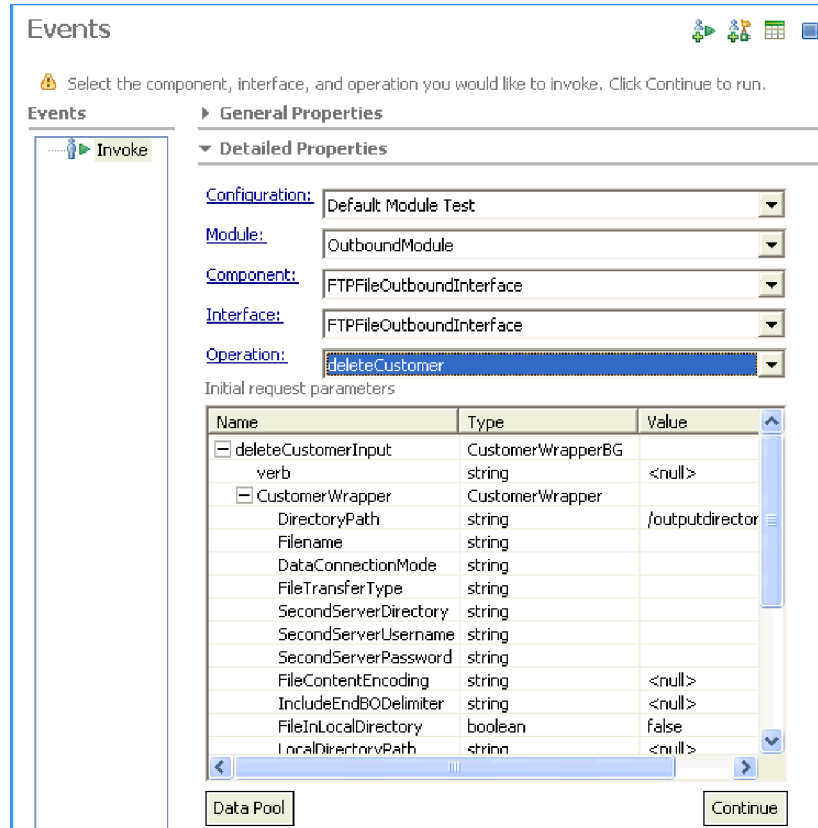 Events
Select the component, interface, and operation you would like to invoke. Click Continue to run.
Events
Invoke
General Properties
Detailed Properties
Configuration: Default Module Test
Module: OutboundModule
Component: FTPFileOutboundInterface
Interface: FTPFileOutboundInterface
Operation: deleteCustomer
Initial request parameters
Name Type Value
deleteCustomerInput CustomerWrapperBG
verb string <null>
CustomerWrapper CustomerWrapper
DirectoryPath string /outputdirector
Filename string
DataConnectionMode string
FileTransferType string
SecondServerDirectory string
SecondServerUsername string
SecondServerPassword string
FileContentEncoding string <null>
IncludeEndBODelimiter string <null>
FileInLocalDirectory boolean false
LocalDirectoryPath string <null>
Data Pool Continue